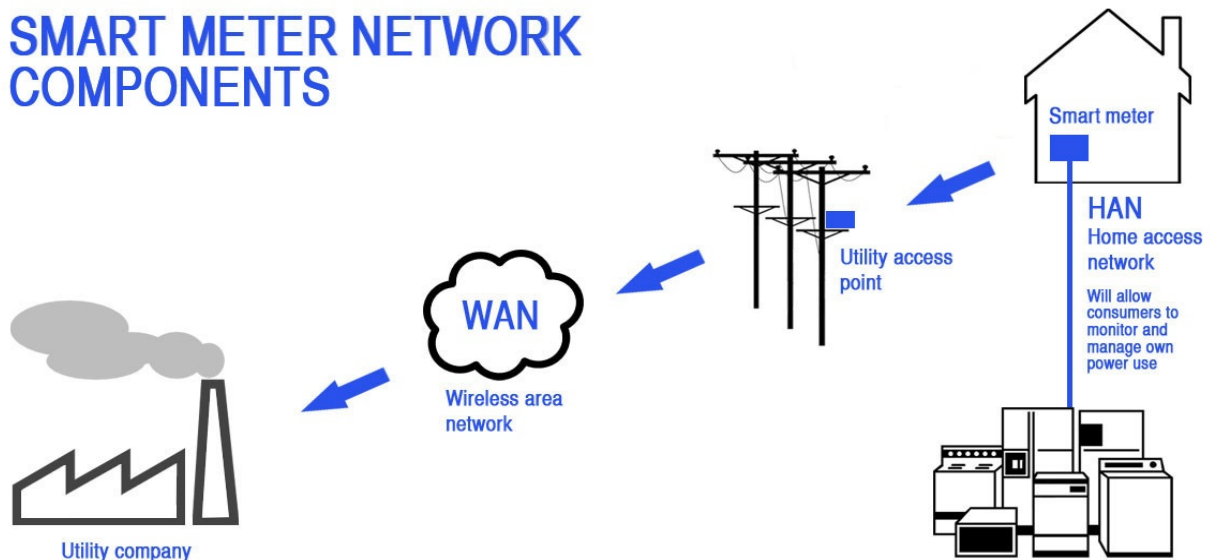 SMART METER NETWORK
COMPONENTS
Smart meter
HAN
Home access
network
Will allow
consumers to
monitor and
manage own
power use
Utility access
point
WAN
Wireless area
network
Utility company